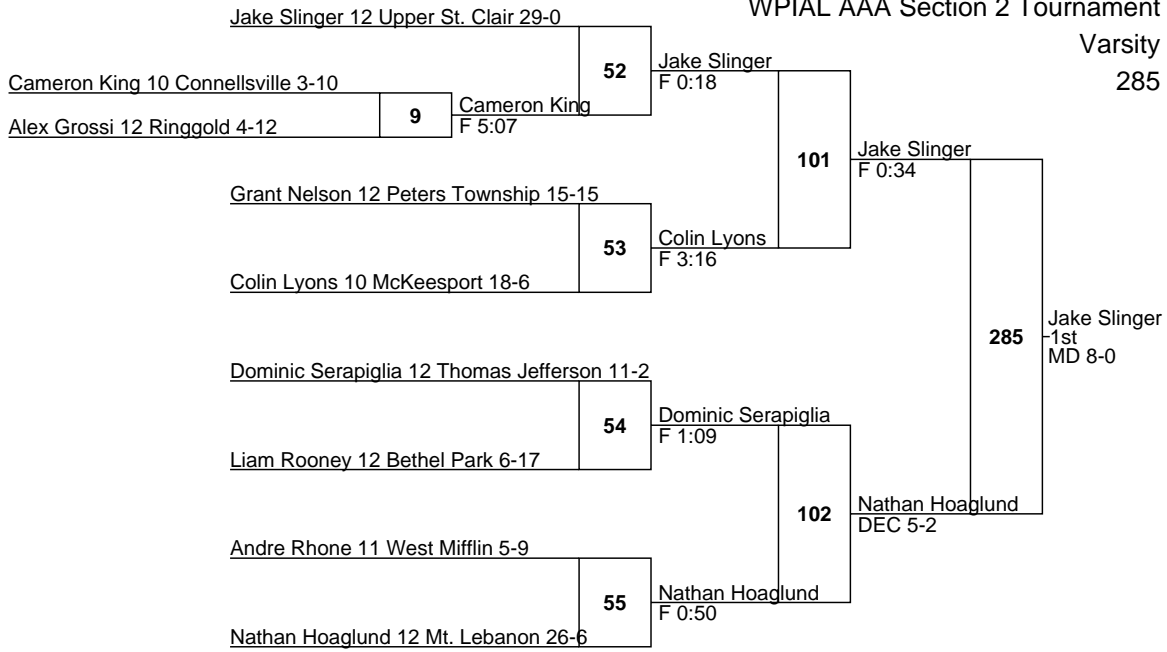 WPIAL AAA Section 2 Tournament
Varsity
285
Jake Slinger 12 Upper St. Clair 29-0
52
Jake Slinger
F 0:18
Cameron King 10 Connellsville 3-10
9
Cameron King
F 5:07
Alex Grossi 12 Ringgold 4-12
101
Jake Slinger
F 0:34
Grant Nelson 12 Peters Township 15-15
53
Colin Lyons
F 3:16
Colin Lyons 10 McKeesport 18-6
285
Jake Slinger
1st
MD 8-0
Dominic Serapiglia 12 Thomas Jefferson 11-2
54
Dominic Serapiglia
F 1:09
Liam Rooney 12 Bethel Park 6-17
102
Nathan Hoaglund
DEC 5-2
Andre Rhone 11 West Mifflin 5-9
55
Nathan Hoaglund
F 0:50
Nathan Hoaglund 12 Mt. Lebanon 26-6